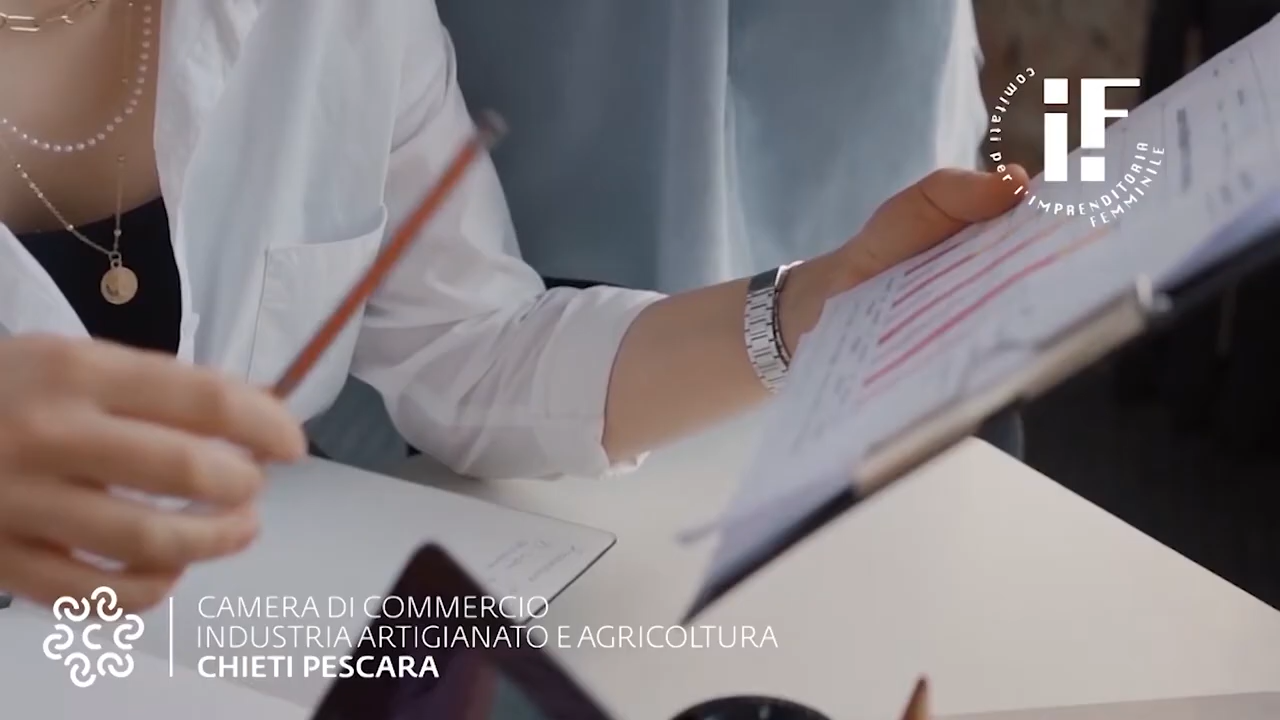 iF
comitati per l'IMPRENDITORIA
FEMMINILE
CAMERA DI COMMERCIO
INDUSTRIA ARTIGIANATO E AGRICOLTURA
CHIETI PESCARA